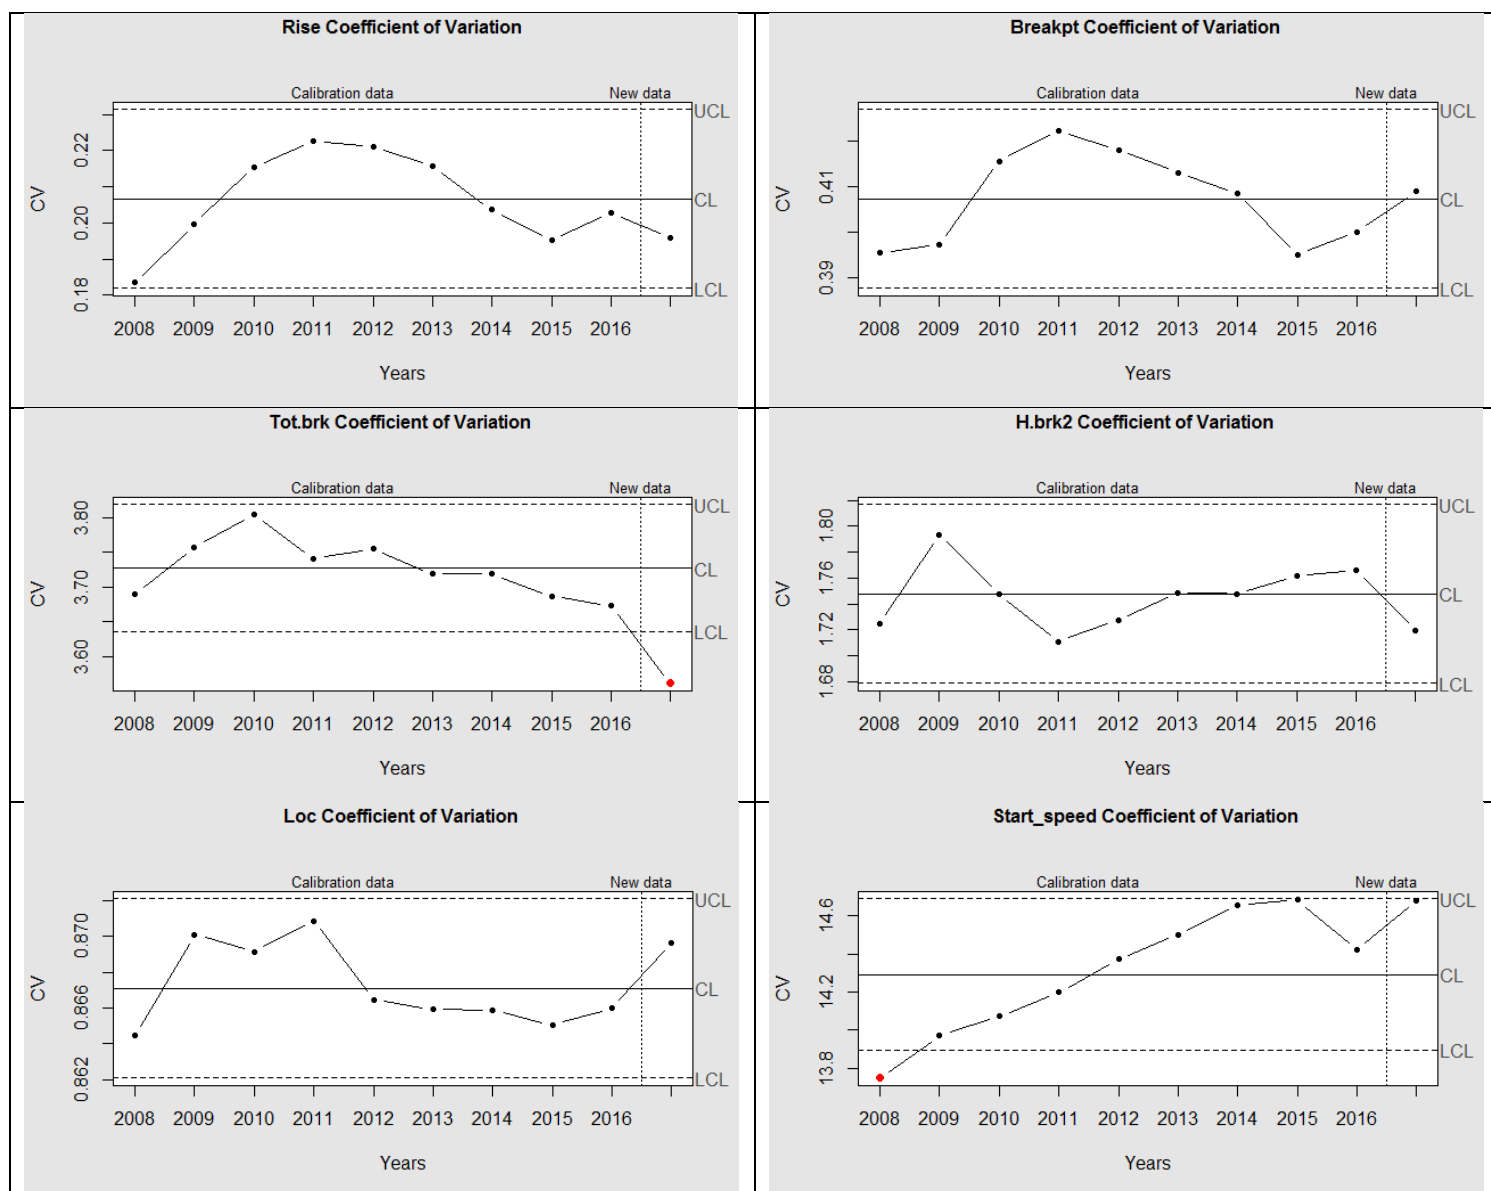 Rise Coefficient of Variation
Calibration data New data
UCL
CL
LCL
CV
0.18 0.20 0.22
2008 2009 2010 2011 2012 2013 2014 2015 2016
Years
Breakpt Coefficient of Variation
Calibration data New data
UCL
CL
LCL
CV
0.39 0.41
2008 2009 2010 2011 2012 2013 2014 2015 2016
Years
Tot.brk Coefficient of Variation
Calibration data New data
UCL
CL
LCL
CV
3.60 3.70 3.80
2008 2009 2010 2011 2012 2013 2014 2015 2016
Years
H.brk2 Coefficient of Variation
Calibration data New data
UCL
CL
LCL
CV
1.68 1.72 1.76 1.80
2008 2009 2010 2011 2012 2013 2014 2015 2016
Years
Loc Coefficient of Variation
Calibration data New data
UCL
CL
LCL
CV
0.862 0.866 0.870
2008 2009 2010 2011 2012 2013 2014 2015 2016
Years
Start_speed Coefficient of Variation
Calibration data New data
UCL
CL
LCL
CV
13.8 14.2 14.6
2008 2009 2010 2011 2012 2013 2014 2015 2016
Years